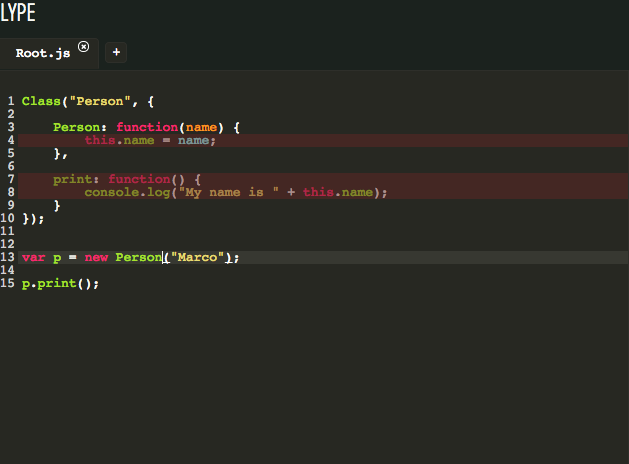 LYPE
Root.js
+
1 Class("Person", {
2
3 Person: function(name) {
4 this.name = name;
5 },
6
7 print: function() {
8 console.log("My name is " + this.name);
9 }
10 });
11
12
13 var p = new Person("Marco");
14
15 p.print();